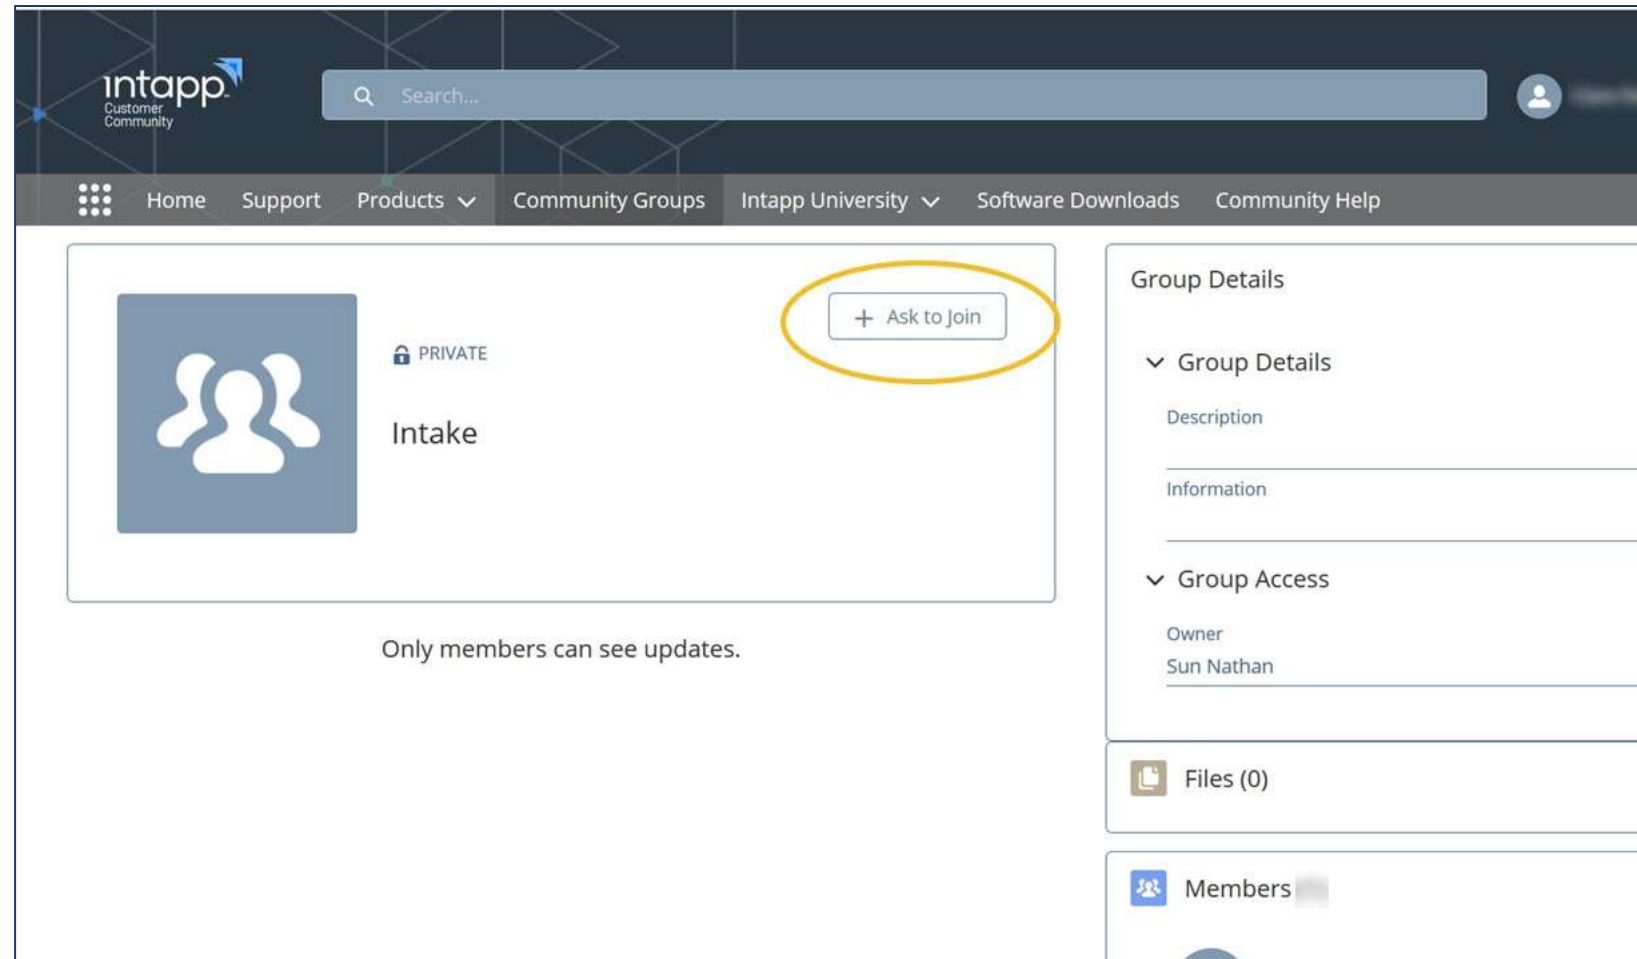 ıntapp
Customer
Community
Search...
Home Support Products Community Groups Intapp University Software Downloads Community Help
+ Ask to Join
PRIVATE
Intake
Only members can see updates.
Group Details
Group Details
Description
Information
Group Access
Owner
Sun Nathan
Files (0)
Members